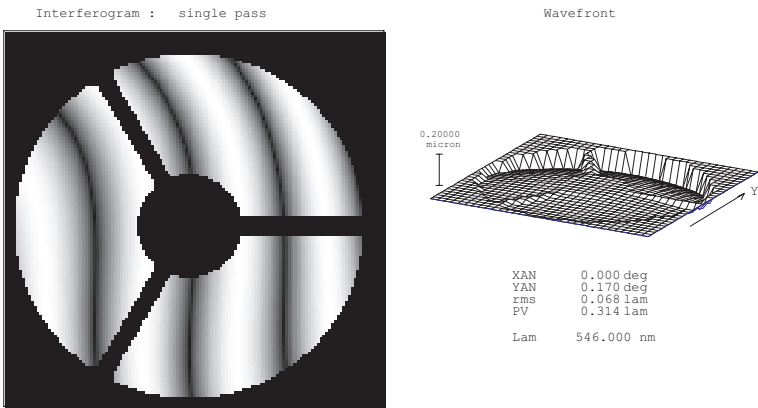 Interferogram : single pass
Wavefront
0.20000
micron
Y
XAN 0.000 deg
YAN 0.170 deg
rms 0.068 lam
PV 0.314 lam
Lam 546.000 nm